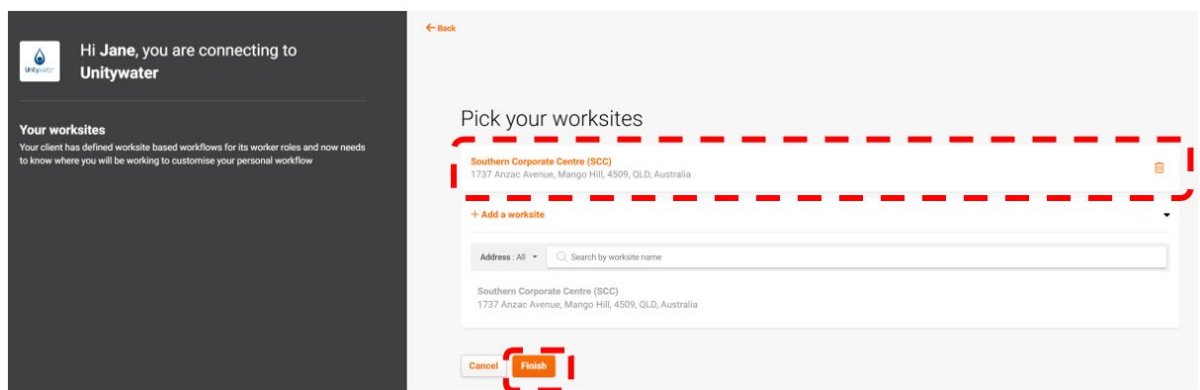 Unitywater
Hi Jane, you are connecting to
Unitywater
Your worksites
Your client has defined worksite based workflows for its worker roles and now needs
to know where you will be working to customise your personal workflow
← Back
Pick your worksites
Southern Corporate Centre (SCC)
1737 Anzac Avenue, Mango Hill, 4509, QLD, Australia
+ Add a worksite
Address : All Search by worksite name
Southern Corporate Centre (SCC)
1737 Anzac Avenue, Mango Hill, 4509, QLD, Australia
Cancel Finish